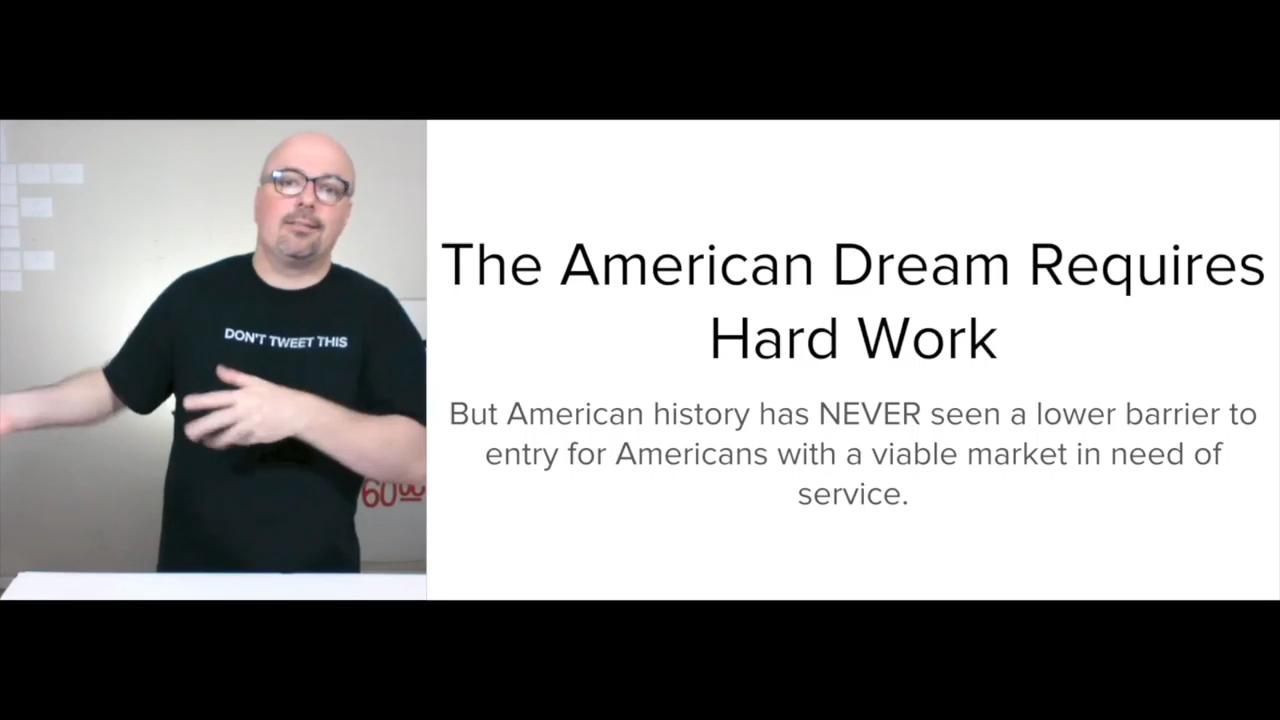 DON'T TWEET THIS
6000
The American Dream Requires
Hard Work
But American history has NEVER seen a lower barrier to
entry for Americans with a viable market in need of
service.